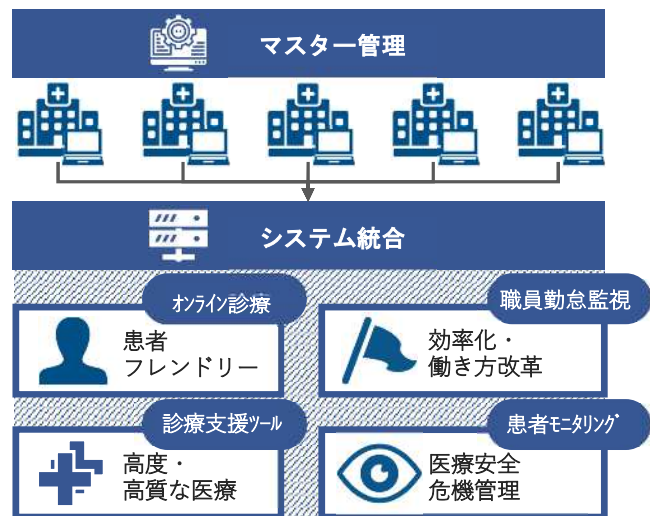 マスター管理
システム統合
オンライン診療
患者
フレンドリー
職員勤怠監視
効率化・
働き方改革
診療支援ツール
高度・
高質な医療
患者モニタリング
医療安全
危機管理